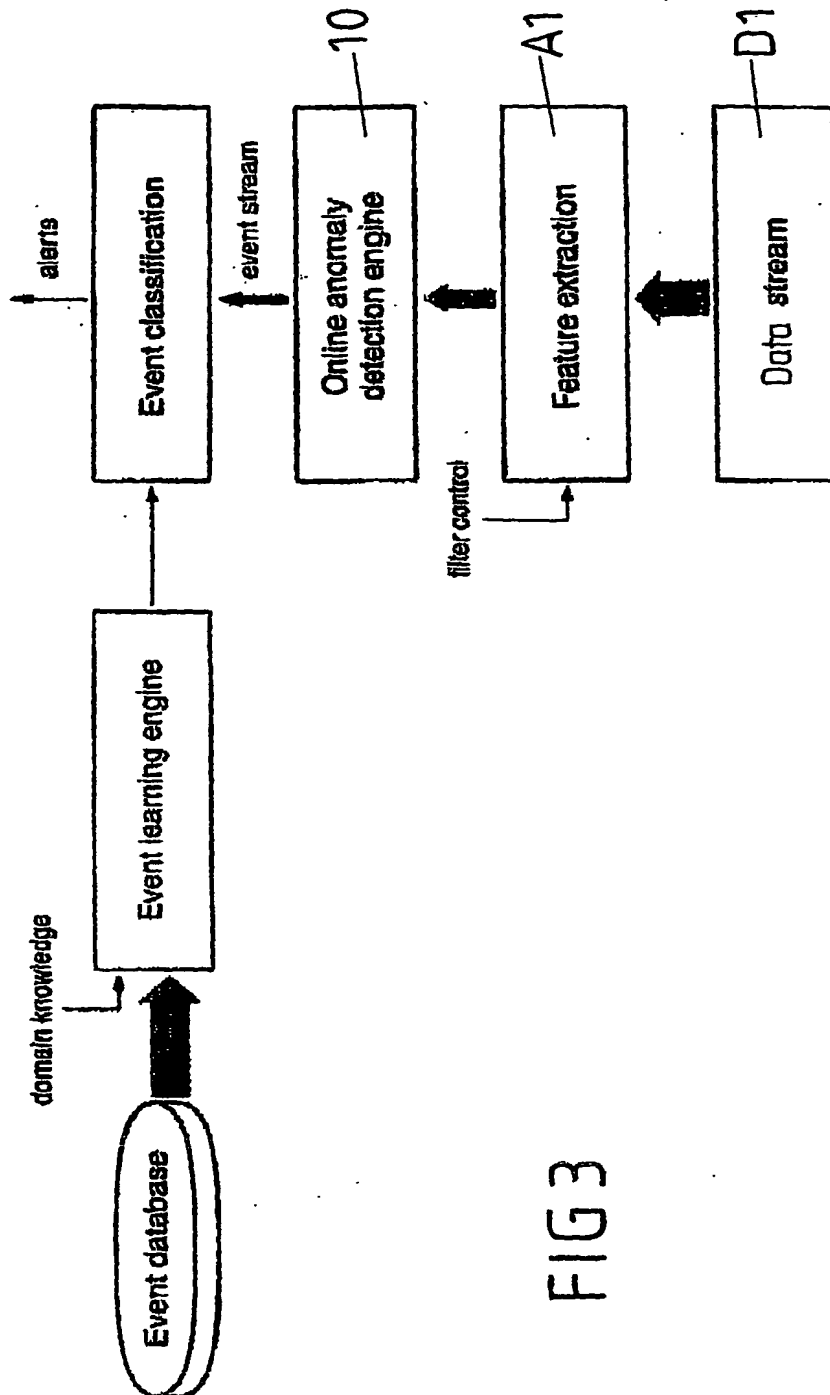 alerts
Event classification
event stream
Online anomaly
detection engine
10
filter control
Feature extraction
A1
Data stream
D1
domain knowledge
Event learning engine
Event database
FIG 3